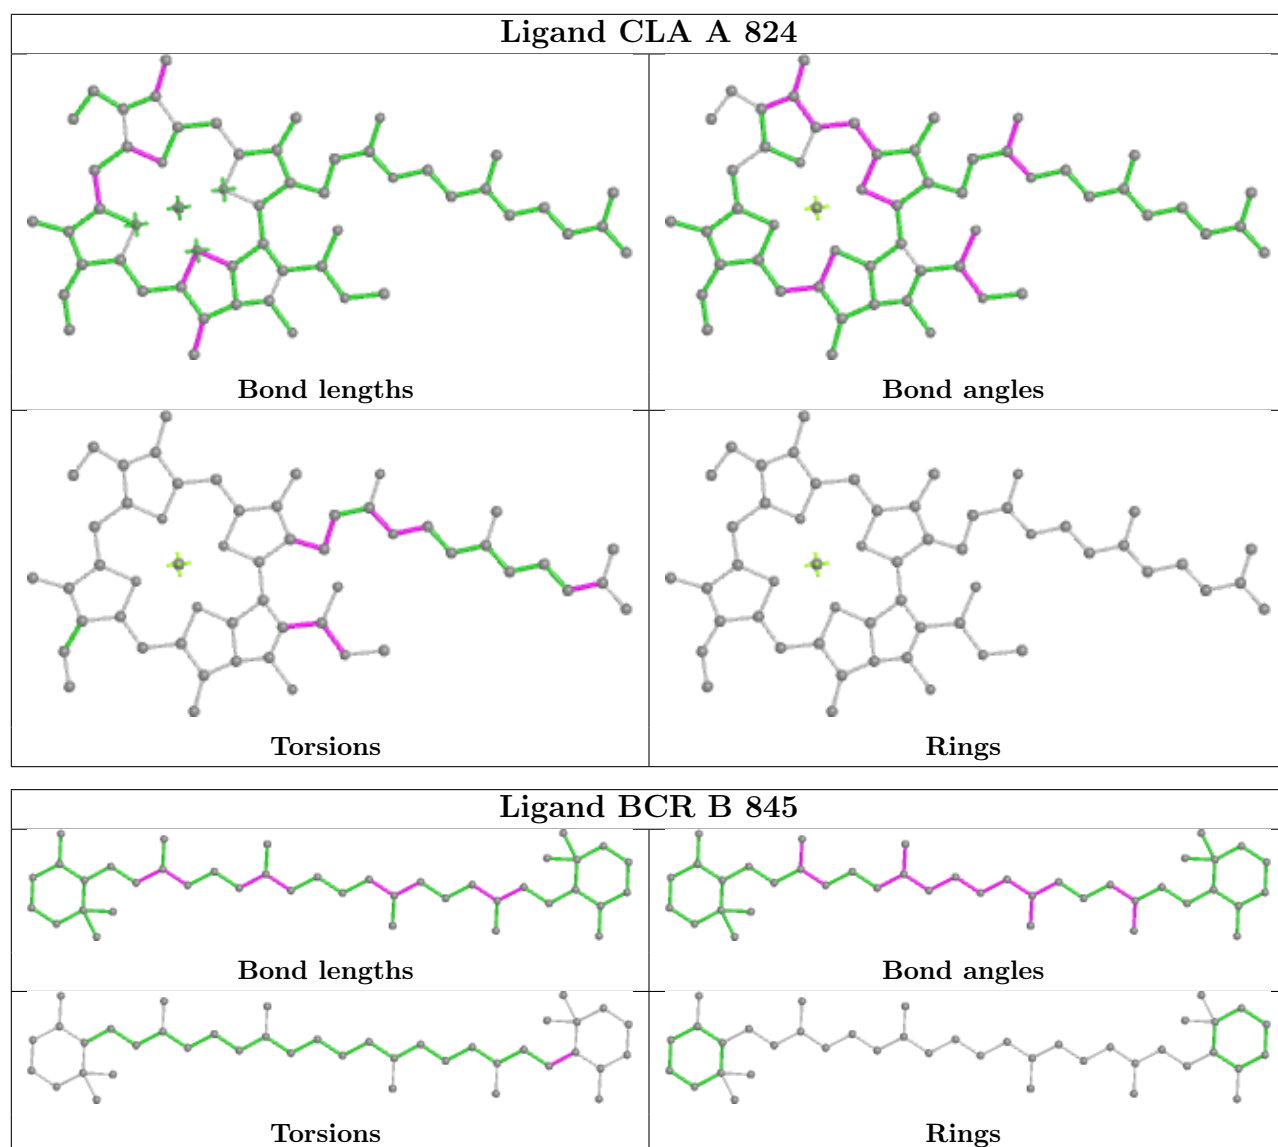 Ligand CLA A 824
Bond lengths
Bond angles
Torsions
Rings
Ligand BCR B 845
Bond lengths
Bond angles
Torsions
Rings